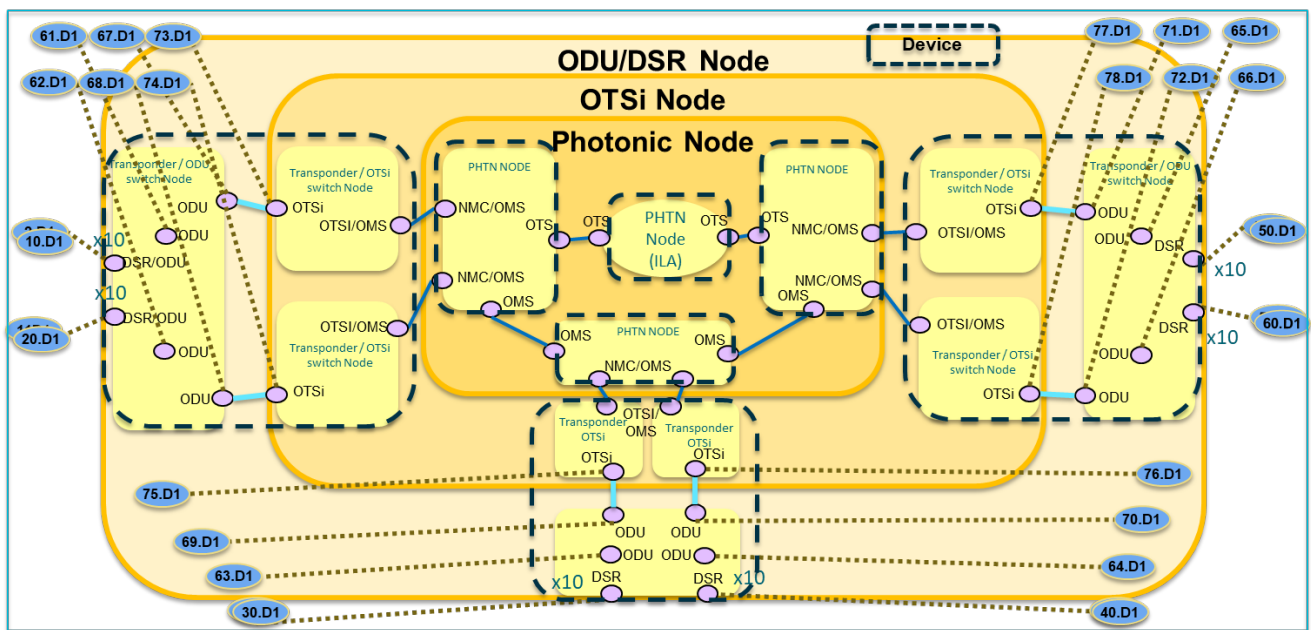 61.D1
67.D1
73.D1
77.D1
71.D1
65.D1
Device
ODU/DSR Node
62.D1
68.D1
74.D1
78.D1
72.D1
66.D1
OTSi Node
Photonic Node
Transponder / ODU
switch Node
Transponder / OTSi
switch Node
PHTN NODE
PHTN NODE
Transponder / OTSi
switch Node
Transponder / ODU
switch Node
ODU
OTSi
OTSI/OMS
NMC/OMS
OTS
OTS
PHTN
Node
(ILA)
OTS
OTS
NMC/OMS
OTSI/OMS
OTSi
ODU
ODU
ODU
DSR
10.D1
x10
DSR/ODU
50.D1
x10
x10
DSR/ODU
20.D1
NMC/OMS
OMS
NMC/OMS
OMS
OTSI/OMS
Transponder / OTSi
switch Node
OTSI/OMS
Transponder / OTSi
switch Node
DSR
60.D1
x10
ODU
ODU
OMS
PHTN NODE
OMS
NMC/OMS
ODU
OTSi
OTSi
ODU
OTSI/
OMS
Transponder
OTSi
Transponder
OTSi
OTSi
OTSi
75.D1
76.D1
69.D1
70.D1
ODU
ODU
ODU
ODU
63.D1
64.D1
x10
DSR
DSR
x10
30.D1
40.D1